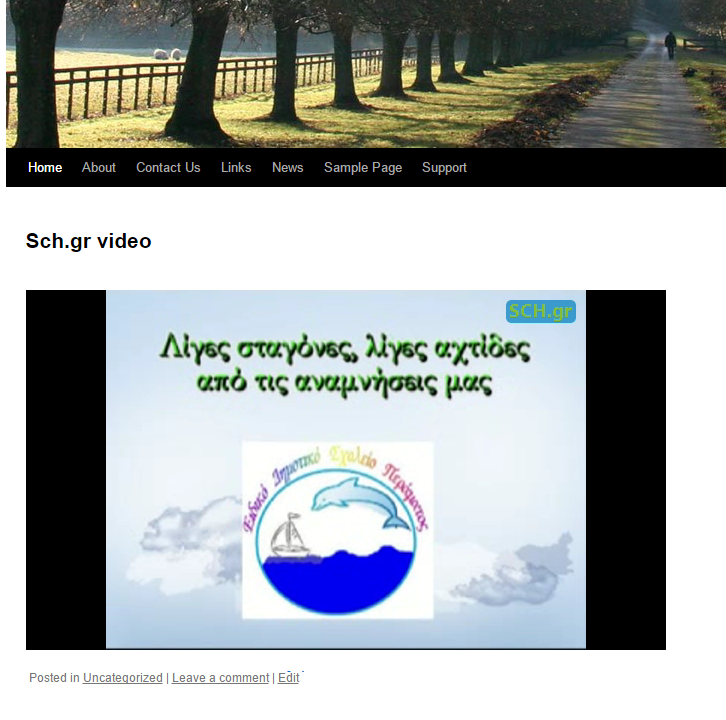 Home About Contact Us Links News Sample Page Support
Sch.gr video
SCH.gr
Λίγες σταγόνες, λίγες αχτίδες
από τις αναμνήσεις μας
Ειδικό Δημοτικό Σχολείο Περάματος
Posted in Uncategorized | Leave a comment | Edit